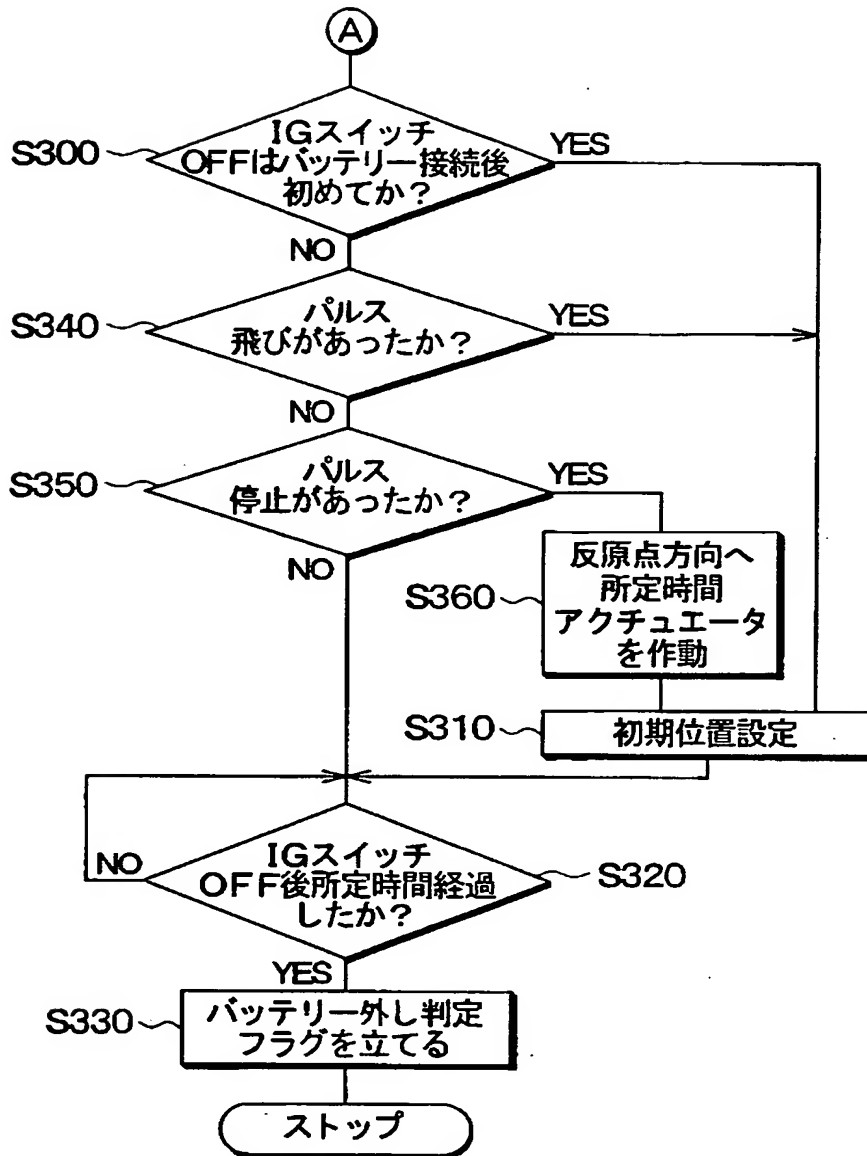 A
S300
IGスイッチ
OFFはバッテリー接続後
初めてか?
YES
NO
S340
パルス
飛びがあったか?
YES
NO
S350
パルス
停止があったか?
YES
NO
S360
反原点方向へ
所定時間
アクチュエータ
を作動
S310
初期位置設定
NO
IGスイッチ
OFF後所定時間経過
したか?
S320
YES
S330
バッテリー外し判定
フラグを立てる
ストップ